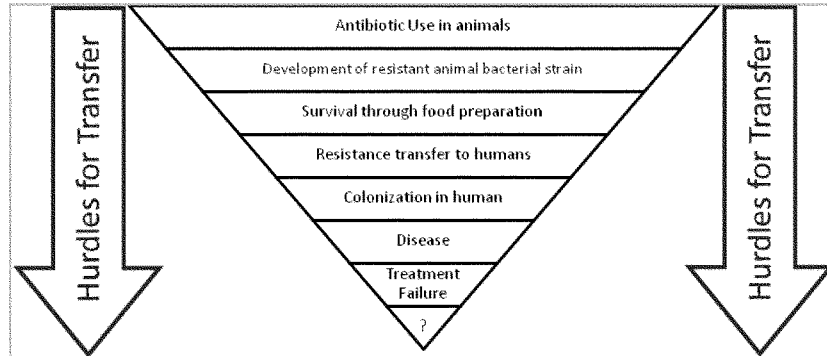 Hurdles for Transfer
Antibiotic Use in animals
Development of resistant animal bacterial strain
Survival through food preparation
Resistance transfer to humans
Colonization in human
Disease
Treatment
Failure
?
Hurdles for Transfer